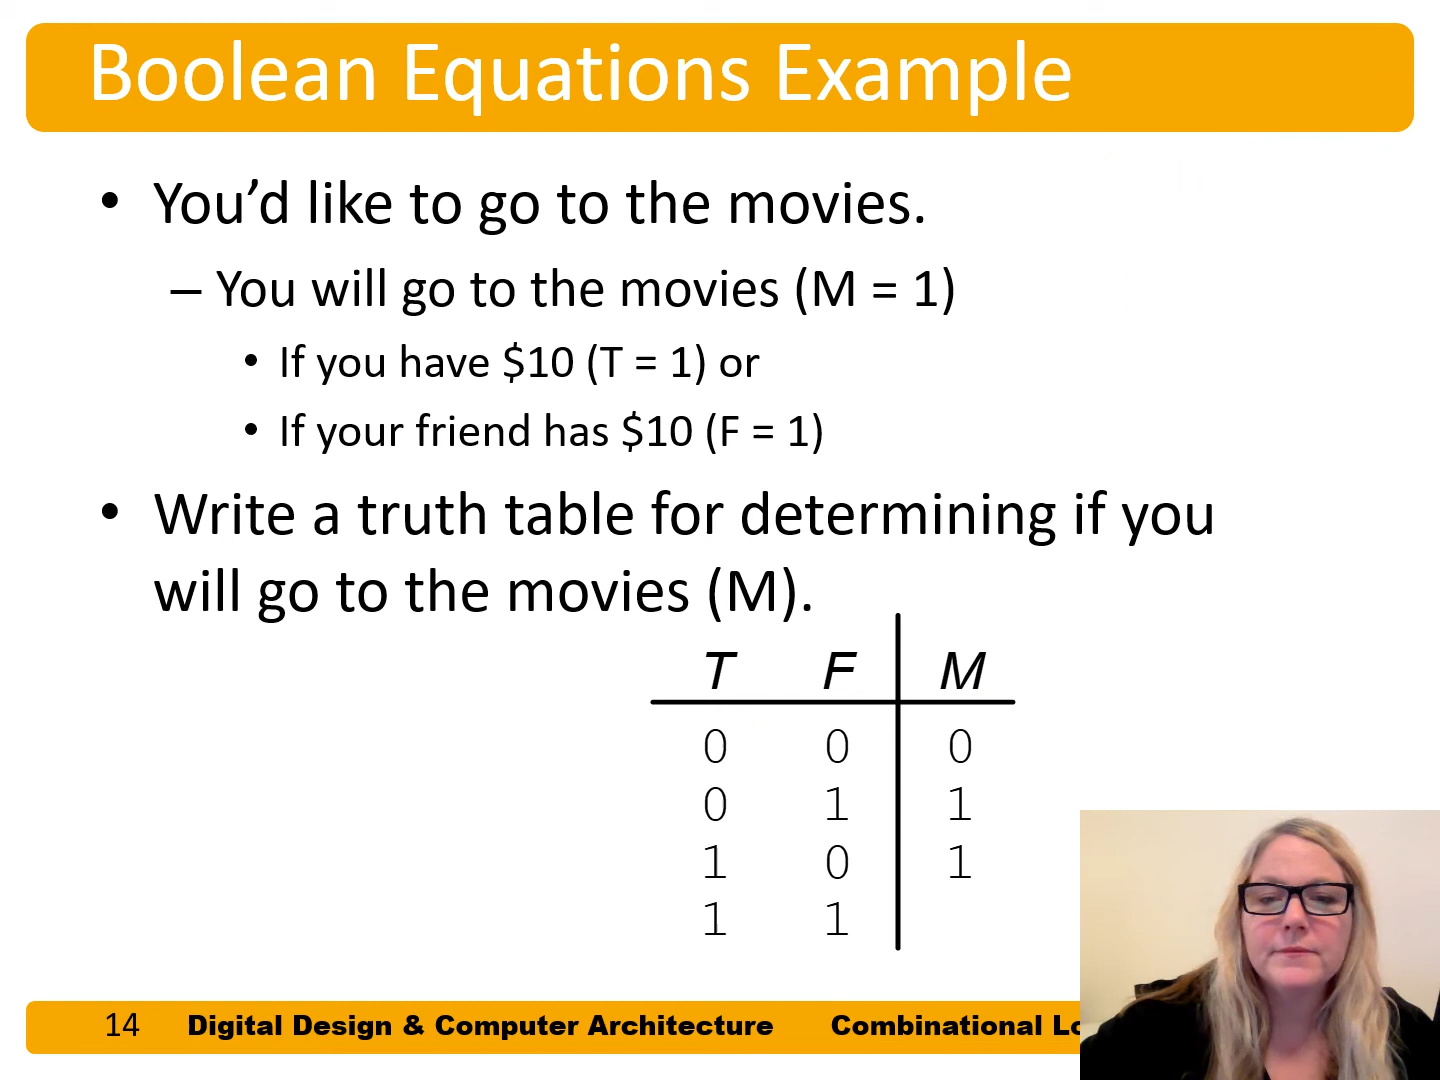 Boolean Equations Example
• You’d like to go to the movies.
– You will go to the movies (M = 1)
• If you have $10 (T = 1) or
• If your friend has $10 (F = 1)
• Write a truth table for determining if you
will go to the movies (M).
T F M
0 0 0
0 1 1
1 0 1
1 1
14 Digital Design & Computer Architecture Combinational